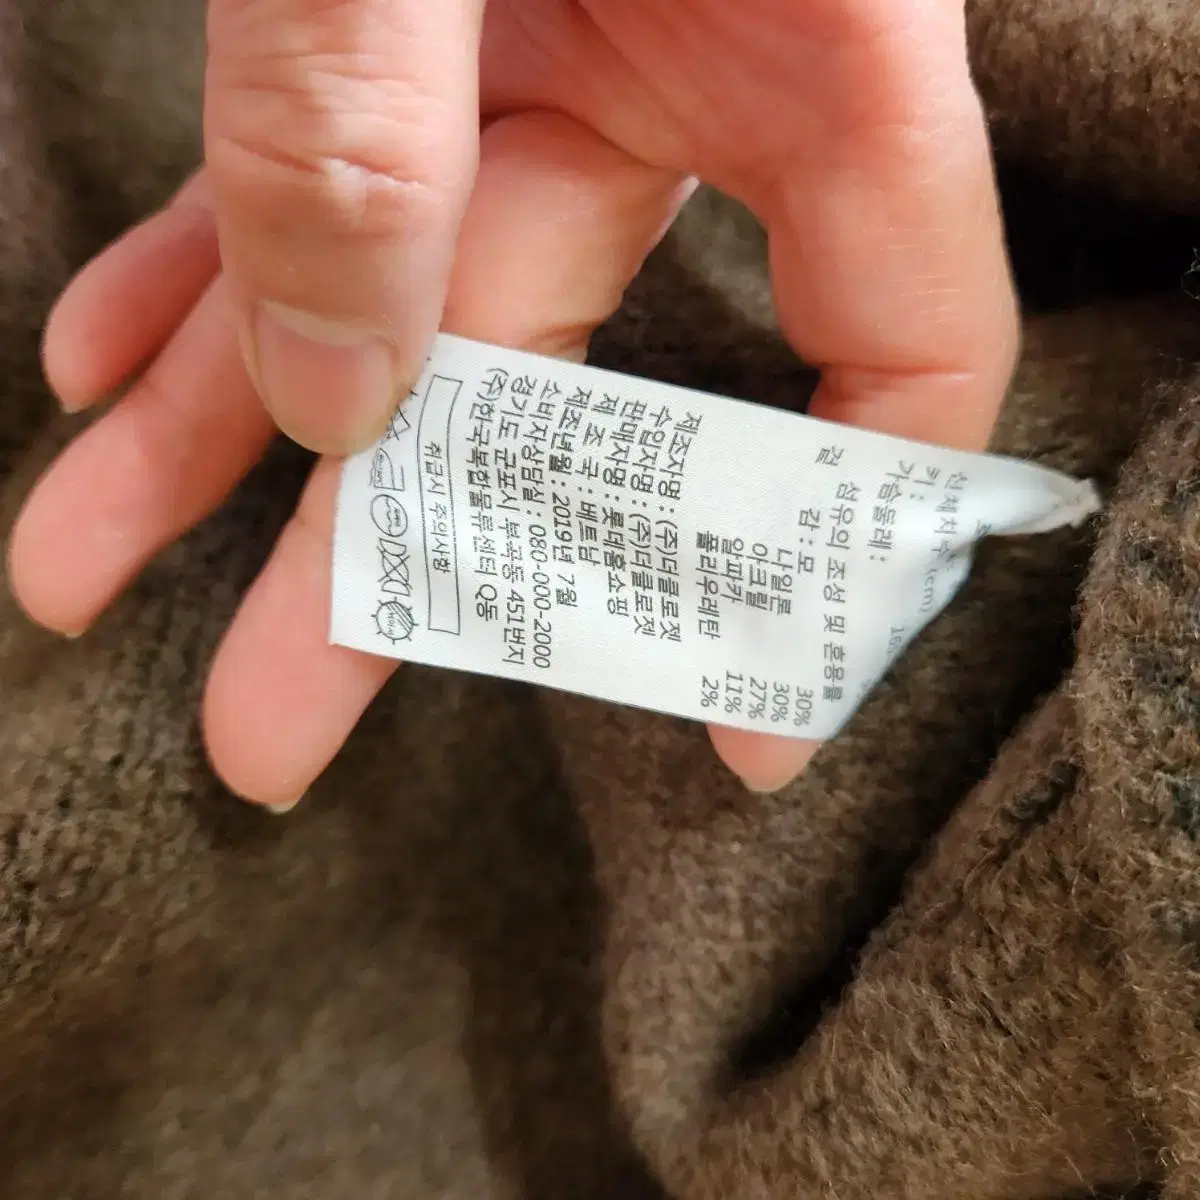 신체치수 (cm)
키 : 16
가슴둘레 :
섬유의 조성 및 혼용률
겉 감 : 모 30%
나일론 30%
아크릴 27%
알파카 11%
폴리우레탄 2%
제조자명 : (주)더클로젯
수입자명 : (주)더클로젯
판매자명 : 롯데홈쇼핑
제 조 국 : 베트남
제조년월 : 2019년 7월
소비자상담실 : 080-000-2000
경기도 군포시 부곡동 451번지
(주)한국복합물류센터 Q동
취급시 주의사항